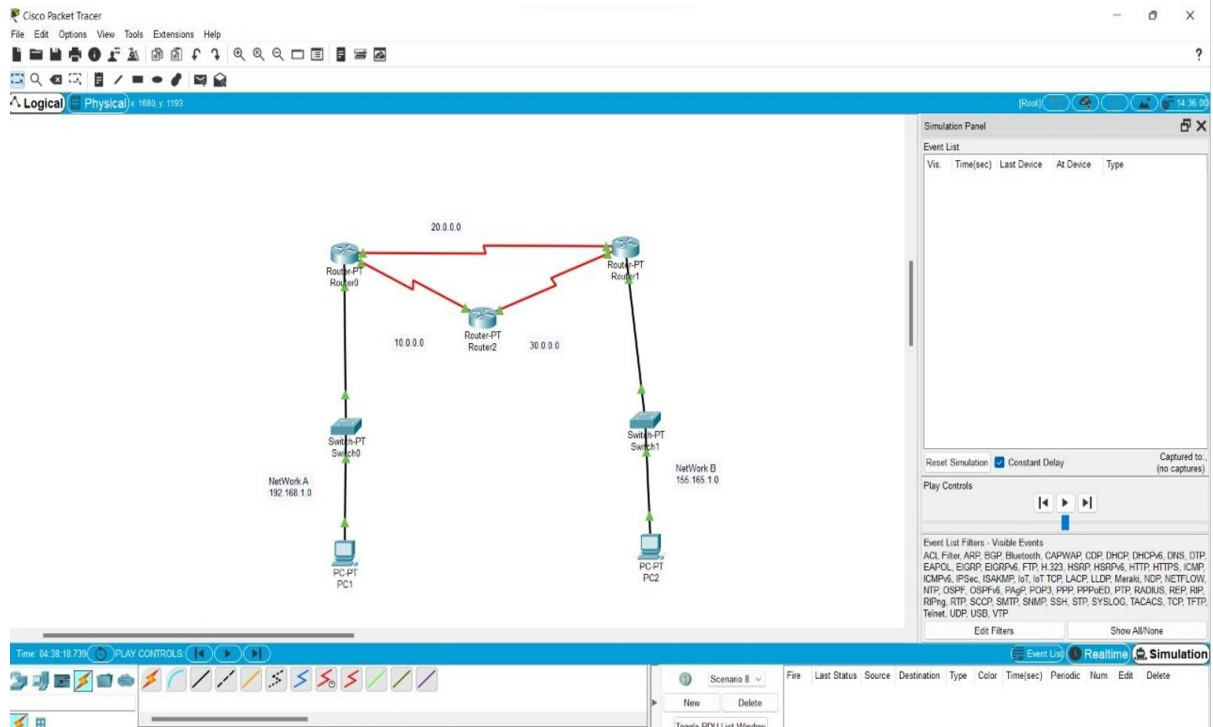 Cisco Packet Tracer
File Edit Options View Tools Extensions Help
?
Logical Physical x: 1680, y: 1193
[Root] 14:36:00
Simulation Panel
Event List
Vis. Time(sec) Last Device At Device Type
20.0.0.0
Router-PT
Router0
Router-PT
Router1
Router-PT
Router2
10.0.0.0
30.0.0.0
Switch-PT
Switch0
Switch-PT
Switch1
NetWork A
192.168.1.0
NetWork B
155.165.1.0
PC-PT
PC1
PC-PT
PC2
Reset Simulation Constant Delay
Captured to:.
(no captures)
Play Controls
Event List Filters - Visible Events
ACL Filter, ARP, BGP, Bluetooth, CAPWAP, CDP, DHCP, DHCPv6, DNS, DTP,
EAPOL, EIGRP, EIGRPv6, FTP, H.323, HSRP, HSRPv6, HTTP, HTTPS, ICMP,
ICMPv6, IPSec, ISAKMP, IoT, IoT TCP, LACP, LLDP, Meraki, NDP, NETFLOW,
NTP, OSPF, OSPFv6, PAgP, POP3, PPP, PPPoED, PTP, RADIUS, REP, RIP,
RIPng, RTP, SCCP, SMTP, SNMP, SSH, STP, SYSLOG, TACACS, TCP, TFTP,
Telnet, UDP, USB, VTP
Edit Filters Show All/None
Time: 04:38:18.739 PLAY CONTROLS:
Event List Realtime Simulation
Scenario 8
New Delete
Toggle PDU List Window
Fire Last Status Source Destination Type Color Time(sec) Periodic Num Edit Delete